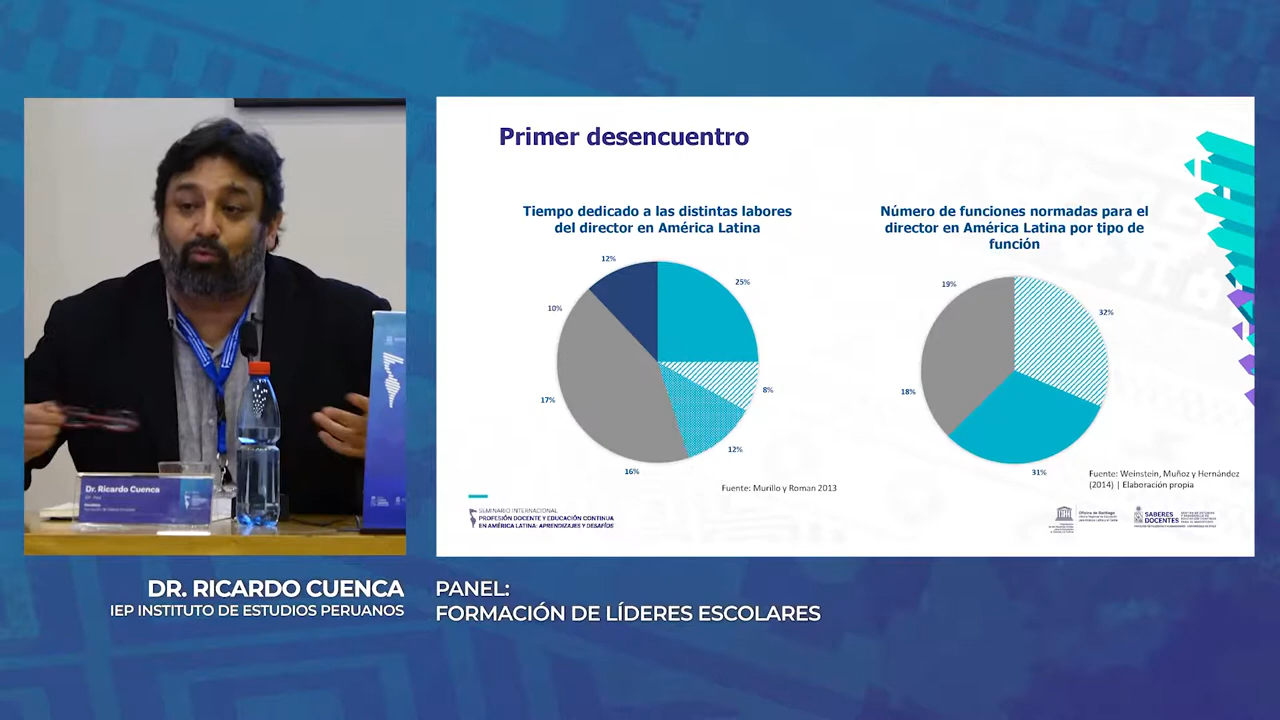 Primer desencuentro
Tiempo dedicado a las distintas labores
del director en América Latina
12%
25%
10%
8%
17%
12%
16%
Fuente: Murillo y Roman 2013
Número de funciones normadas para el
director en América Latina por tipo de
función
19%
32%
18%
31%
Fuente: Weinstein, Muñoz y Hernández
(2014) | Elaboración propia
SEMINARIO INTERNACIONAL
PROFESIÓN DOCENTE Y EDUCACIÓN CONTINUA
EN AMÉRICA LATINA: APRENDIZAJES Y DESAFÍOS
Oficina de Santiago
SABERES
DOCENTES
Dr. Ricardo Cuenca
DR. RICARDO CUENCA
IEP INSTITUTO DE ESTUDIOS PERUANOS
PANEL:
FORMACIÓN DE LÍDERES ESCOLARES